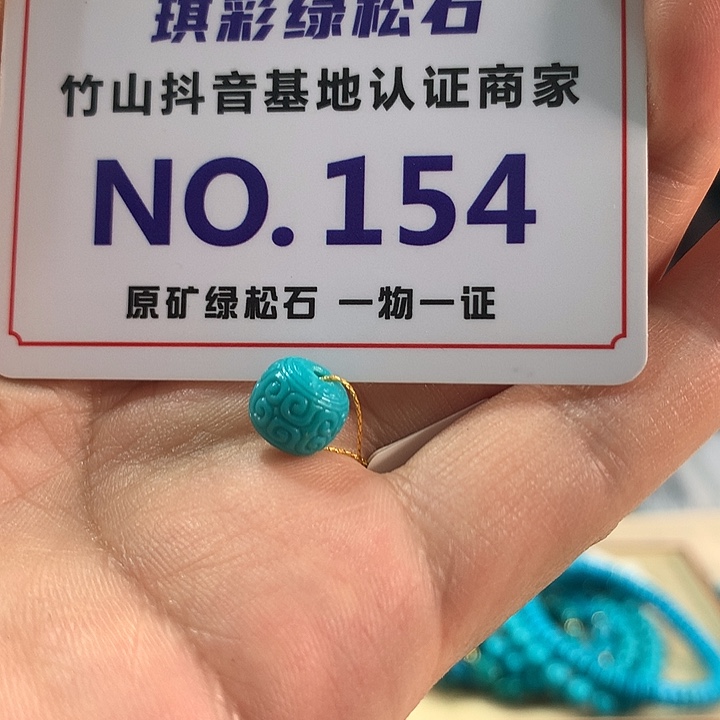 琪彩绿松石
竹山抖音基地认证商家
NO.154
原矿绿松石 一物一证